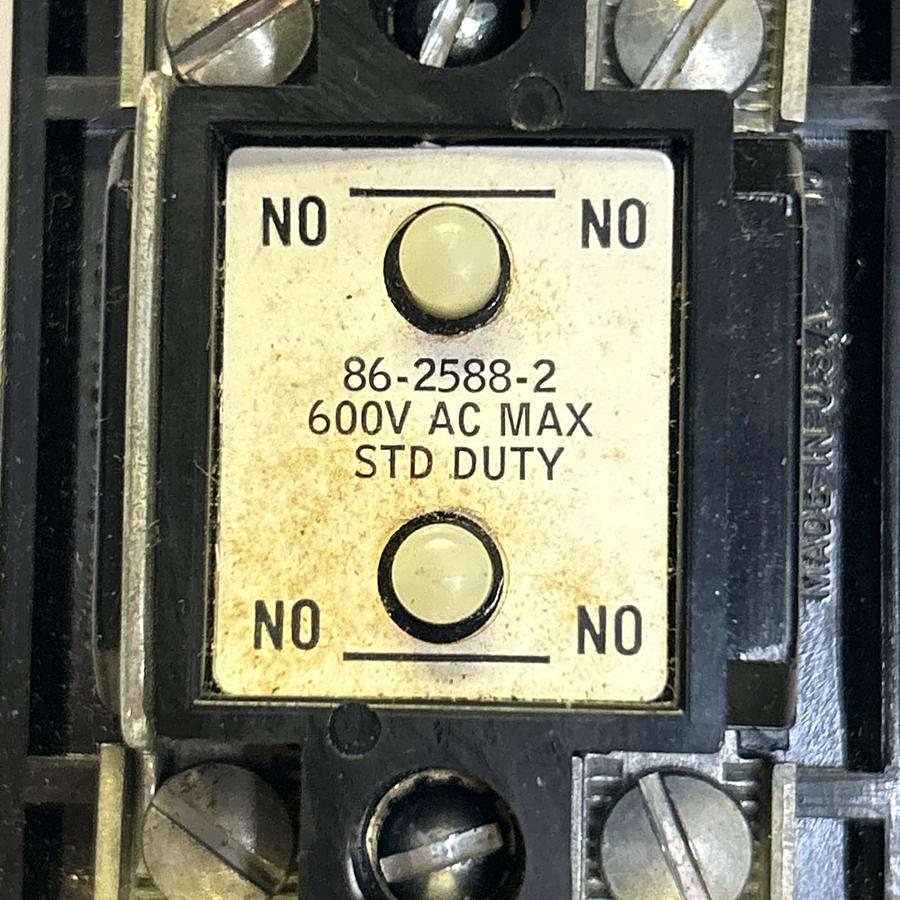 NO NO
86-2588-2
600V AC MAX
STD DUTY
NO NO
MADE IN U.S.A.